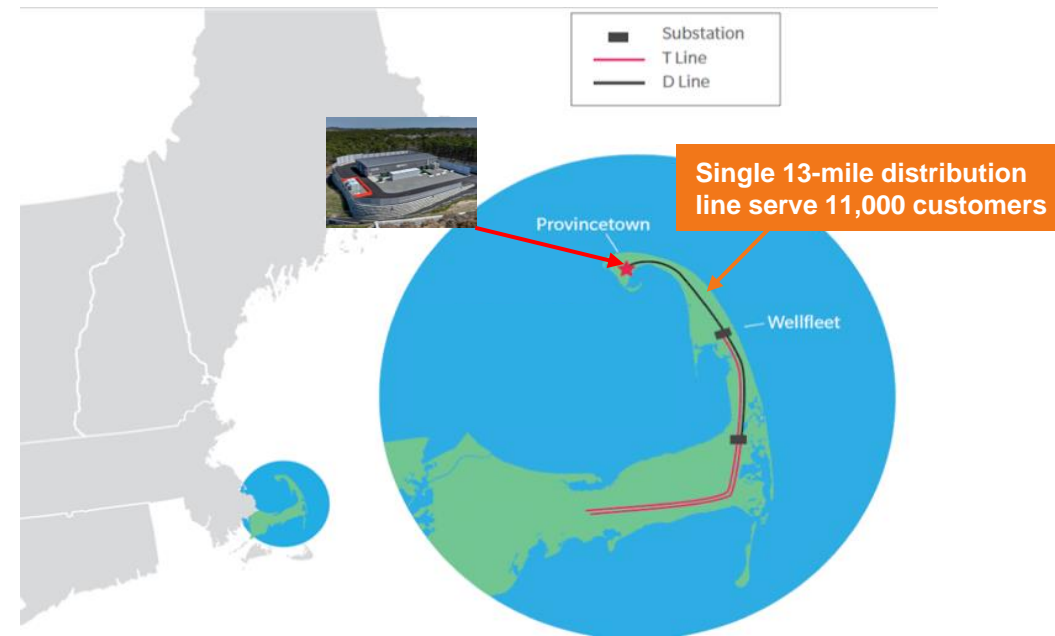 Substation
T Line
D Line
Single 13-mile distribution
line serve 11,000 customers
Provincetown
Wellfleet